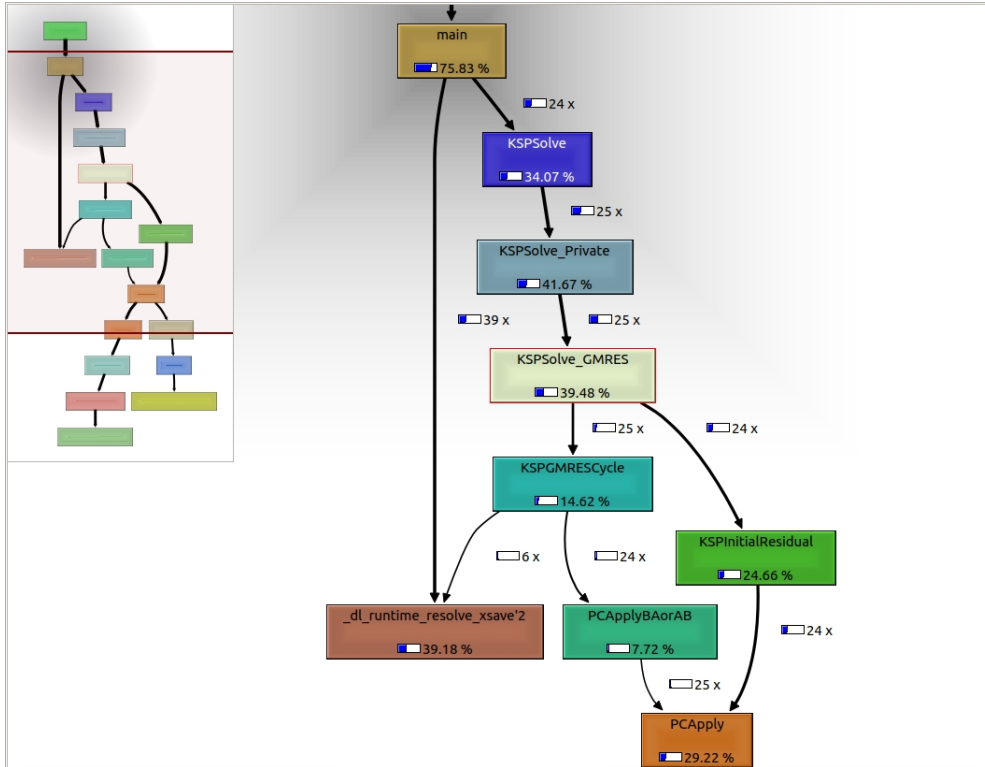 main
75.83 %
24 x
KSPSolve
34.07 %
25 x
KSPSolve_Private
41.67 %
39 x
25 x
KSPSolve_GMRES
39.48 %
25 x
24 x
KSPGMRESCycle
14.62 %
KSPInitialResidual
24.66 %
6 x
24 x
_dl_runtime_resolve_xsave'2
39.18 %
PCApplyBAorAB
7.72 %
24 x
25 x
PCApply
29.22 %